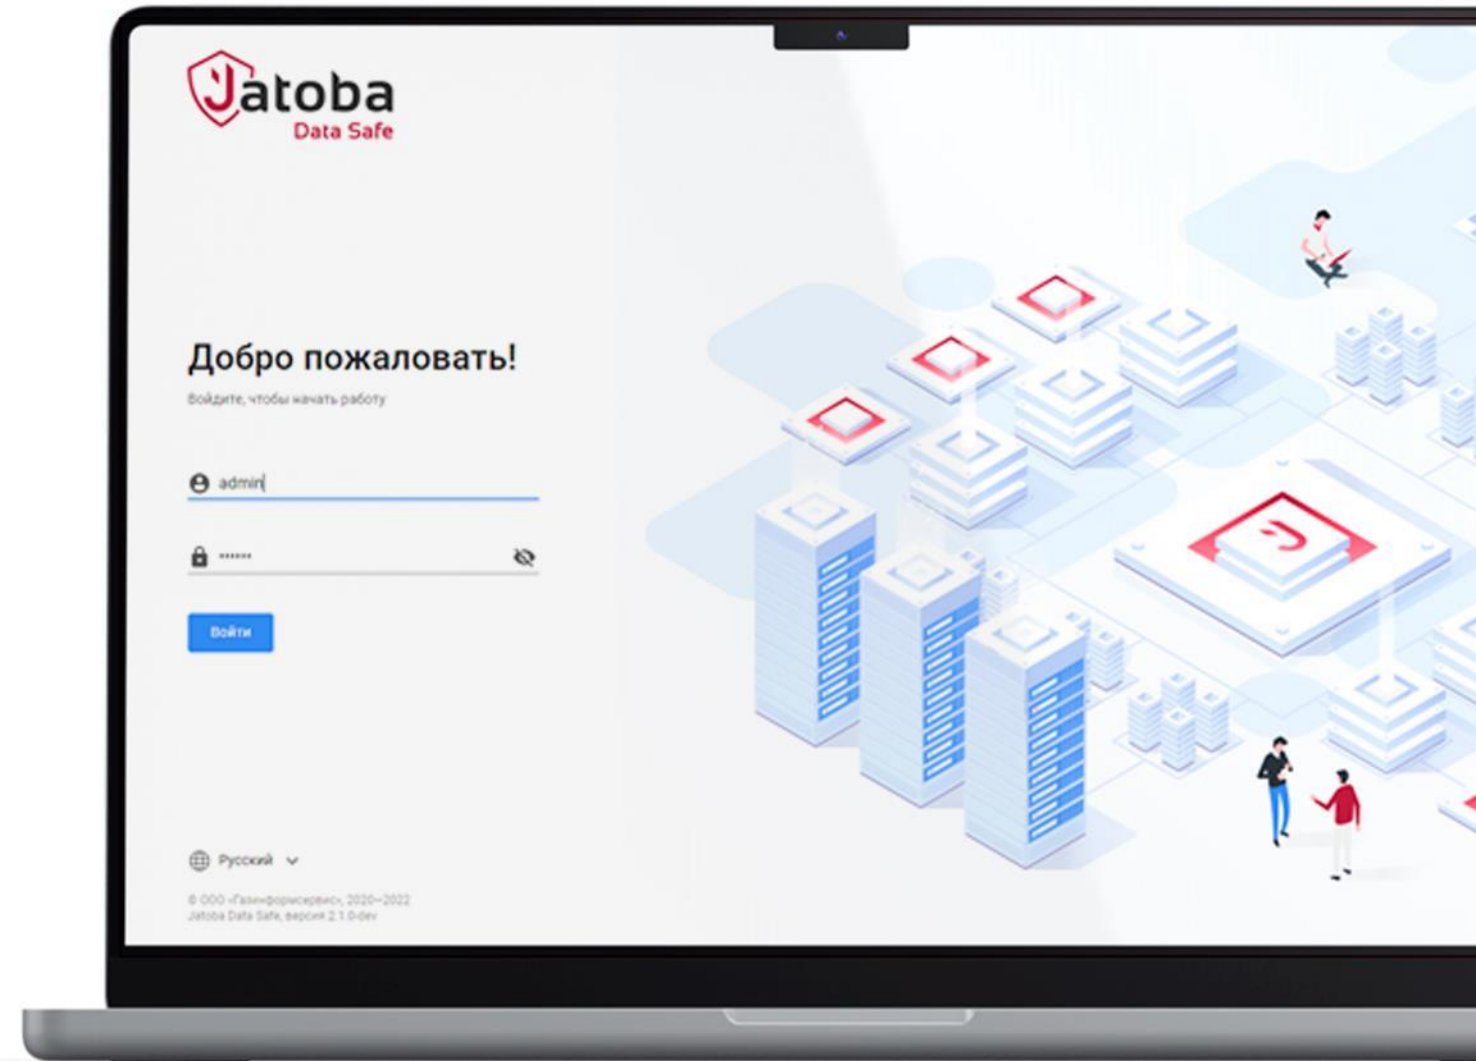 Jatoba
Data Safe
Добро пожаловать!
Войдите, чтобы начать работу
admin
••••••
Войти
Русский
© ООО «Газинформсервис», 2020—2022
Jatoba Data Safe, версия 2.1.0-dev